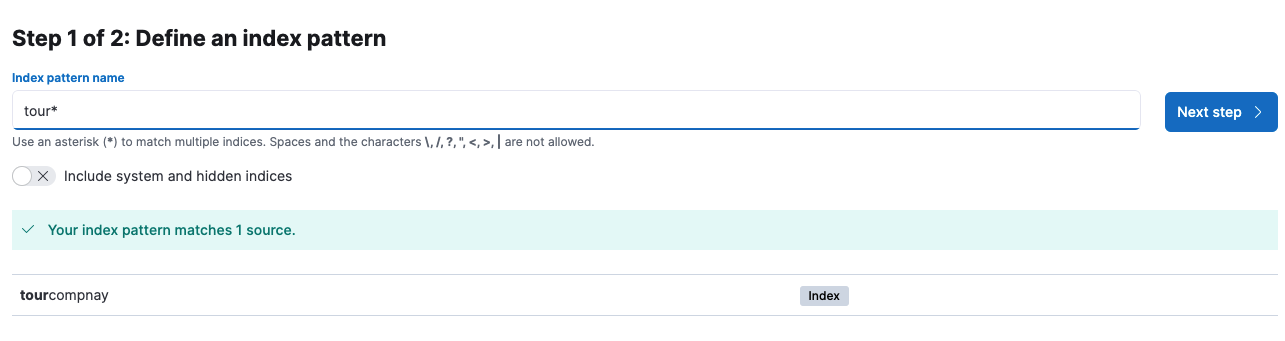 Step 1 of 2: Define an index pattern
Index pattern name
tour*
Next step
Use an asterisk (*) to match multiple indices. Spaces and the characters \, /, ?, ", <, >, | are not allowed.
Include system and hidden indices
Your index pattern matches 1 source.
tourcompnay Index